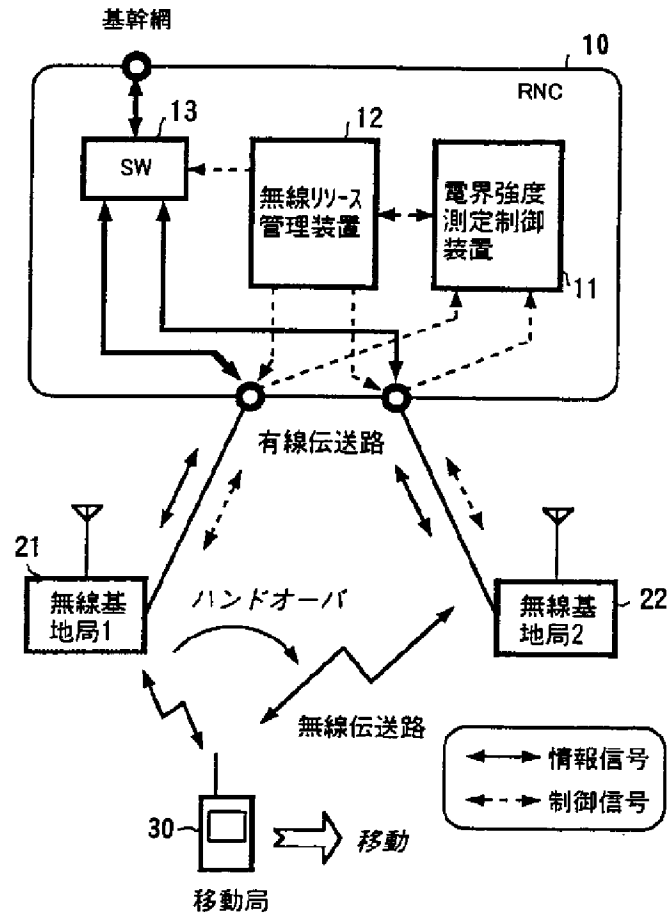 基幹網
10
RNC
13
SW
12
無線リソース
管理装置
電界強度
測定制御
装置
11
有線伝送路
21
無線基
地局1
ハンドオーバ
無線基
地局2
22
無線伝送路
情報信号
制御信号
30
移動
移動局